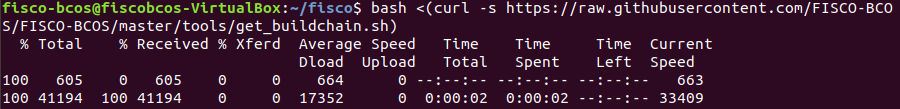 fisco-bcos@fiscobcos-VirtualBox:~/fisco$ bash <(curl -s https://raw.githubusercontent.com/FISCO-BCO
S/FISCO-BCOS/master/tools/get_buildchain.sh)
  % Total    % Received % Xferd  Average Speed   Time    Time     Time  Current
                                 Dload  Upload   Total   Spent    Left  Speed
100   605    0   605    0     0    664      0 --:--:-- --:--:-- --:--:--   663
100 41194  100 41194    0     0  17352      0  0:00:02  0:00:02 --:--:-- 33409